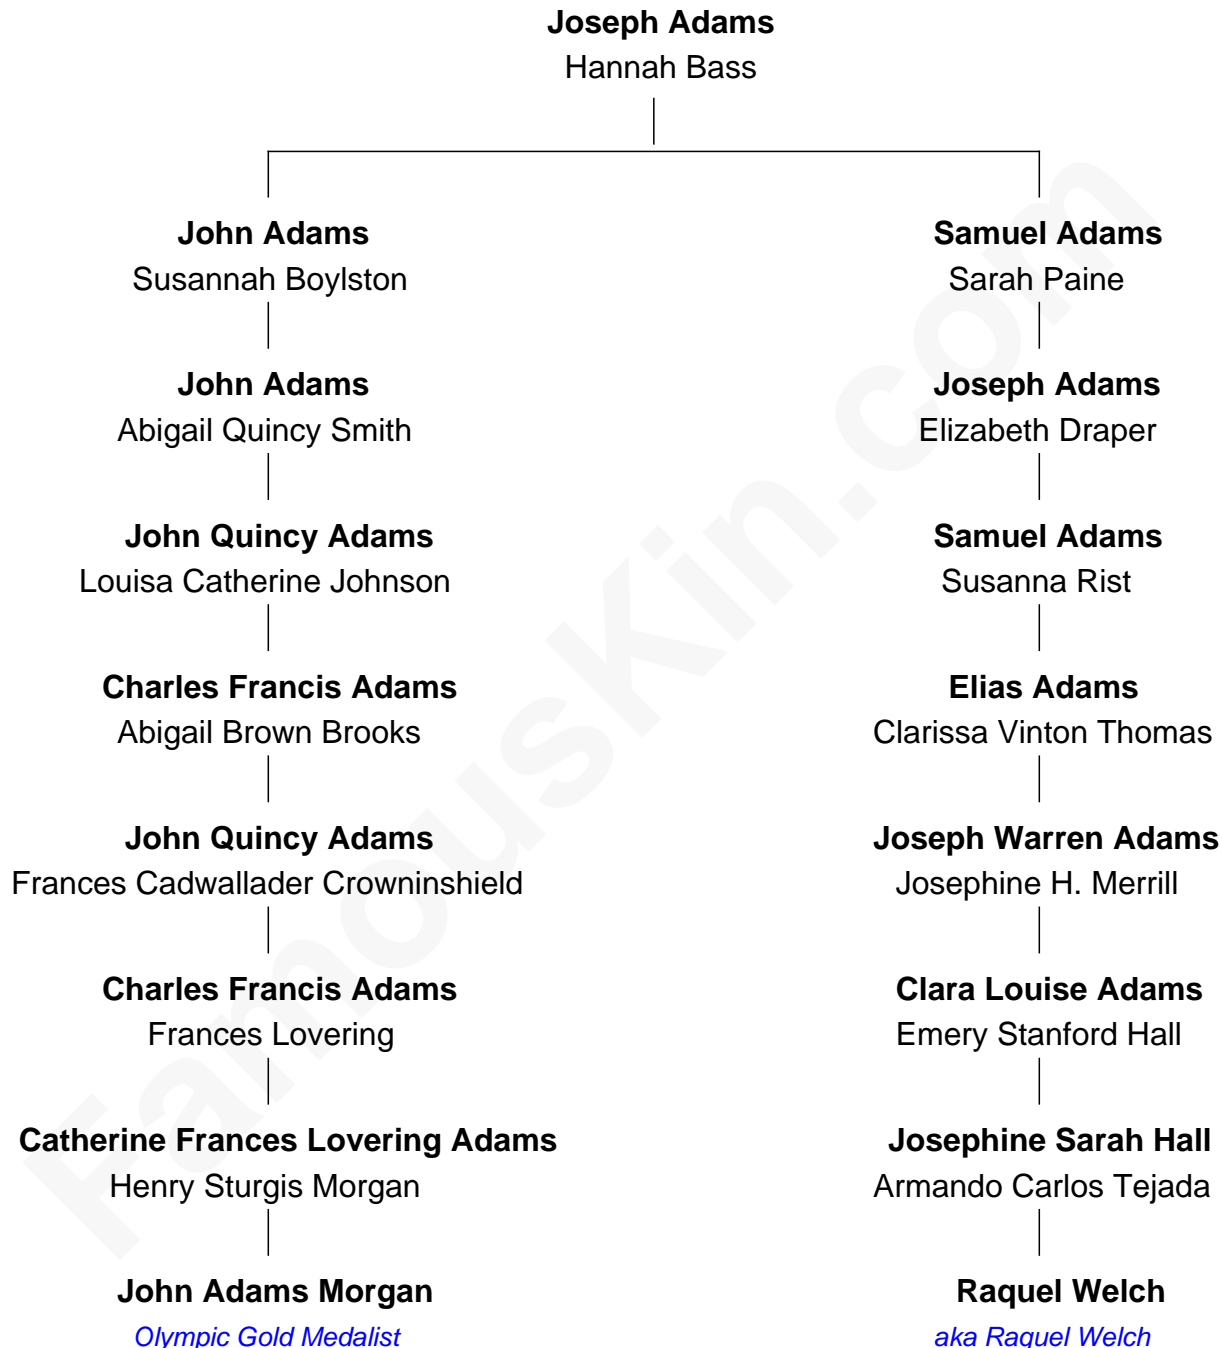 Joseph Adams
Hannah Bass
John Adams
Susannah Boylston
Samuel Adams
Sarah Paine
John Adams
Abigail Quincy Smith
Joseph Adams
Elizabeth Draper
John Quincy Adams
Louisa Catherine Johnson
Samuel Adams
Susanna Rist
Charles Francis Adams
Abigail Brown Brooks
Elias Adams
Clarissa Vinton Thomas
John Quincy Adams
Frances Cadwallader Crowninshield
Joseph Warren Adams
Josephine H. Merrill
Charles Francis Adams
Frances Lovering
Clara Louise Adams
Emery Stanford Hall
Catherine Frances Lovering Adams
Henry Sturgis Morgan
Josephine Sarah Hall
Armando Carlos Tejada
John Adams Morgan
Olympic Gold Medalist
Raquel Welch
aka Raquel Welch
FamousKin.com